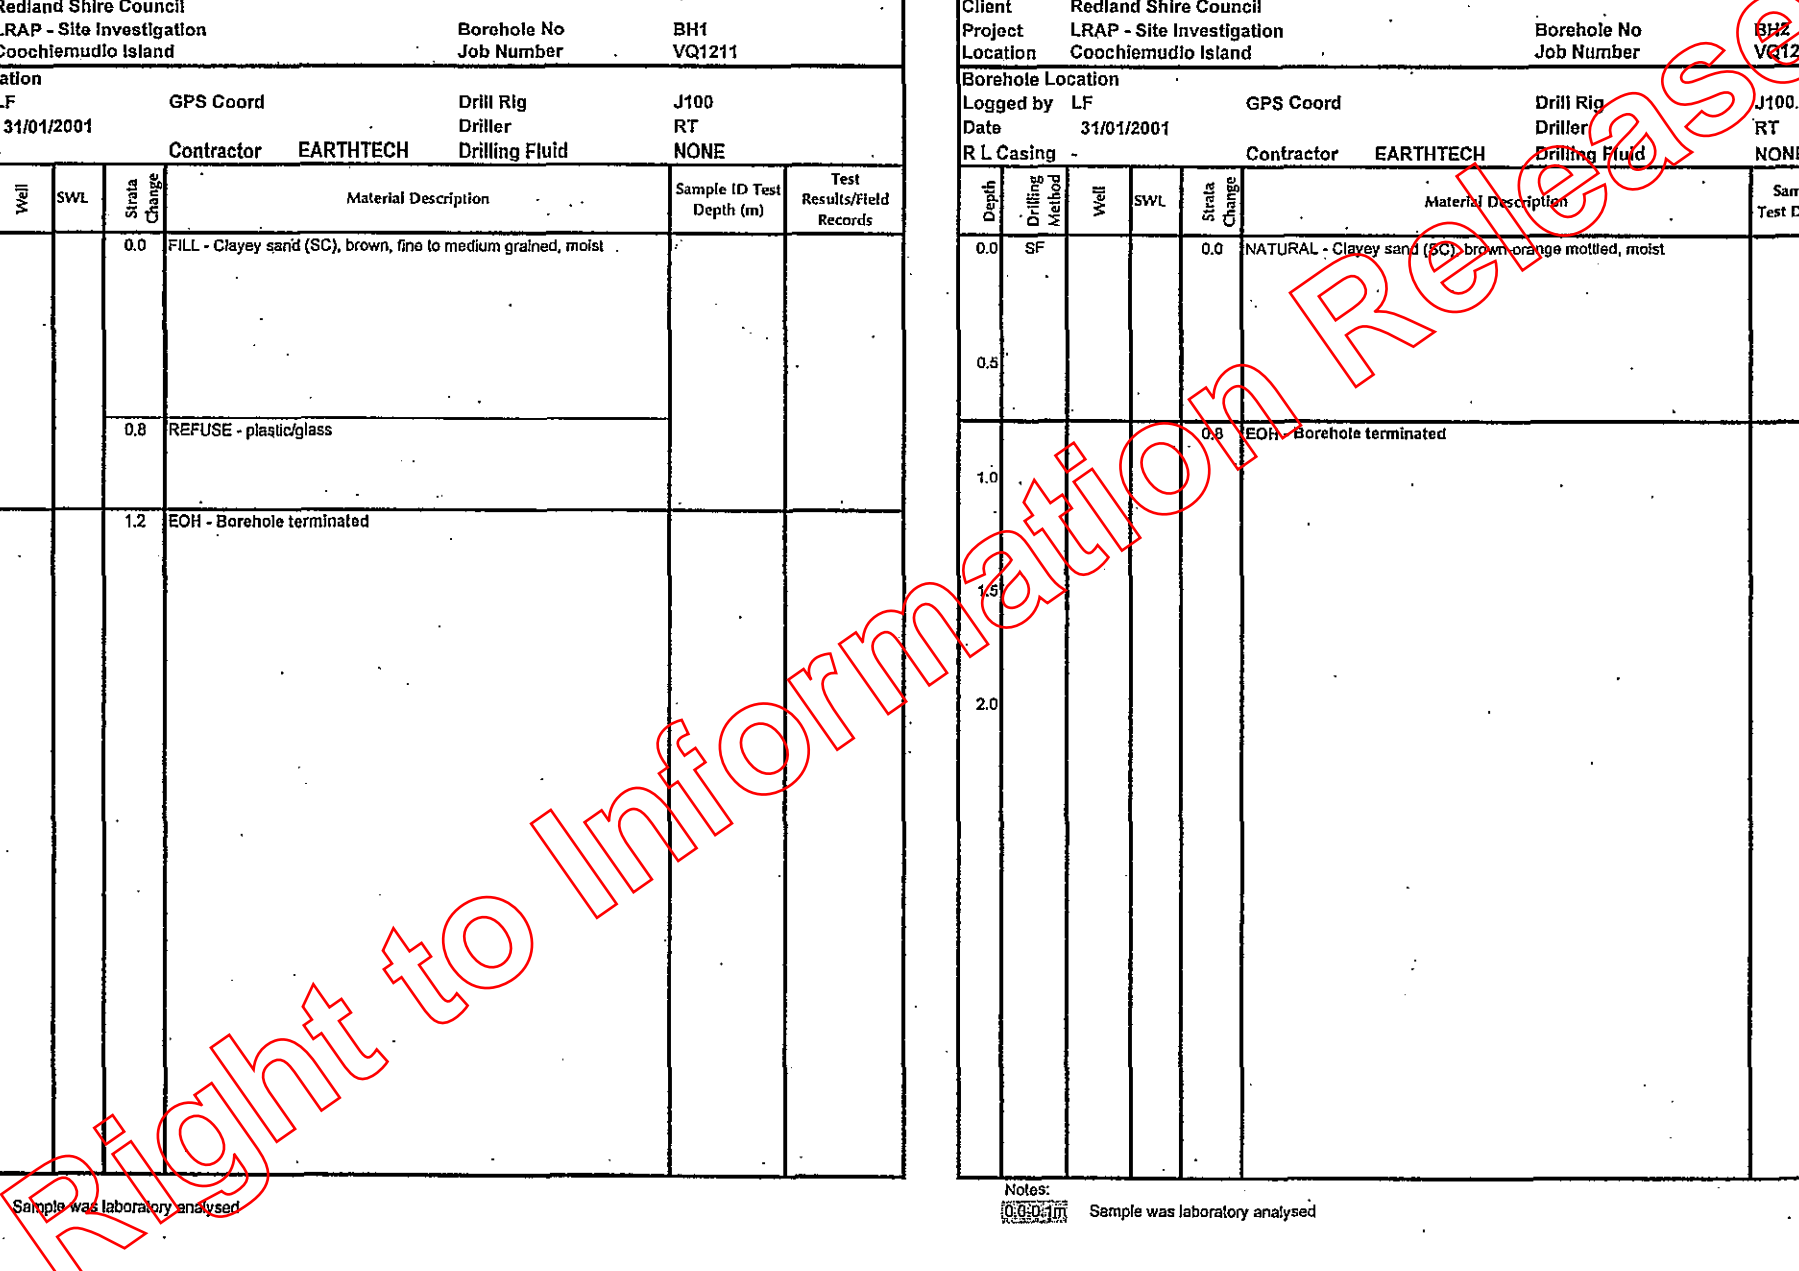 Redland Shire Council
LRAP - Site Investigation Borehole No BH1
Coochiemudlo Island Job Number VQ1211
ation
LF GPS Coord Drill Rig J100
31/01/2001 Driller RT
Contractor EARTHTECH Drilling Fluid NONE
Well SWL Strata Change Material Description Sample ID Test Depth (m) Test Results/Field Records
0.0 FILL - Clayey sand (SC), brown, fine to medium grained, moist
0.8 REFUSE - plastic/glass
1.2 EOH - Borehole terminated
Sample was laboratory analysed
Client Redland Shire Council
Project LRAP - Site Investigation Borehole No BH2
Location Coochiemudlo Island Job Number VQ12
Borehole Location
Logged by LF GPS Coord Drill Rig J100
Date 31/01/2001 Driller RT
R L Casing - Contractor EARTHTECH Drilling Fluid NONE
Depth Drilling Method Well SWL Strata Change Material Description Sam
Test D
0.0 SF 0.0 NATURAL - Clayey sand (SC), brown-orange mottled, moist
0.5
0.8 EOH - Borehole terminated
1.0
1.5
2.0
Notes:
0.0-0.1m Sample was laboratory analysed
Right to Information Release